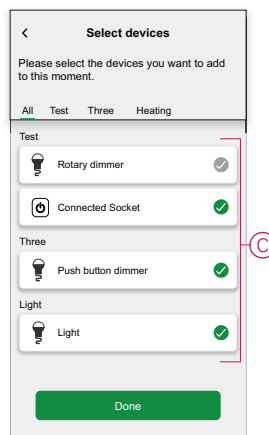 Select devices
Please select the devices you want to add
to this moment.
All Test Three Heating
Test
Rotary dimmer
Connected Socket
Three
Push button dimmer
Light
Light
C
Done